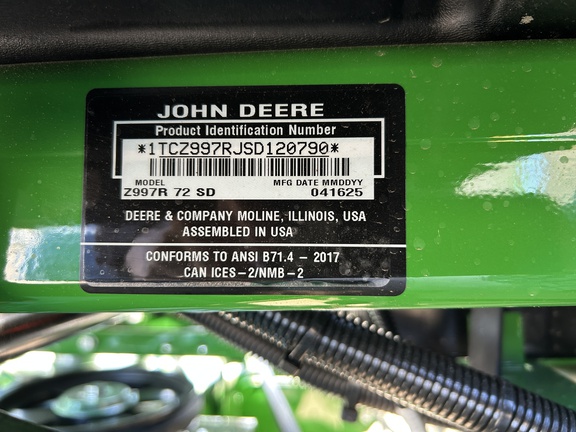 JOHN DEERE
Product Identification Number
*1TCZ997RJSD120790*
MODEL MFG DATE MMDDYY
Z997R 72 SD 041625
DEERE & COMPANY MOLINE, ILLINOIS, USA
ASSEMBLED IN USA
CONFORMS TO ANSI B71.4 – 2017
CAN ICES–2/NMB–2